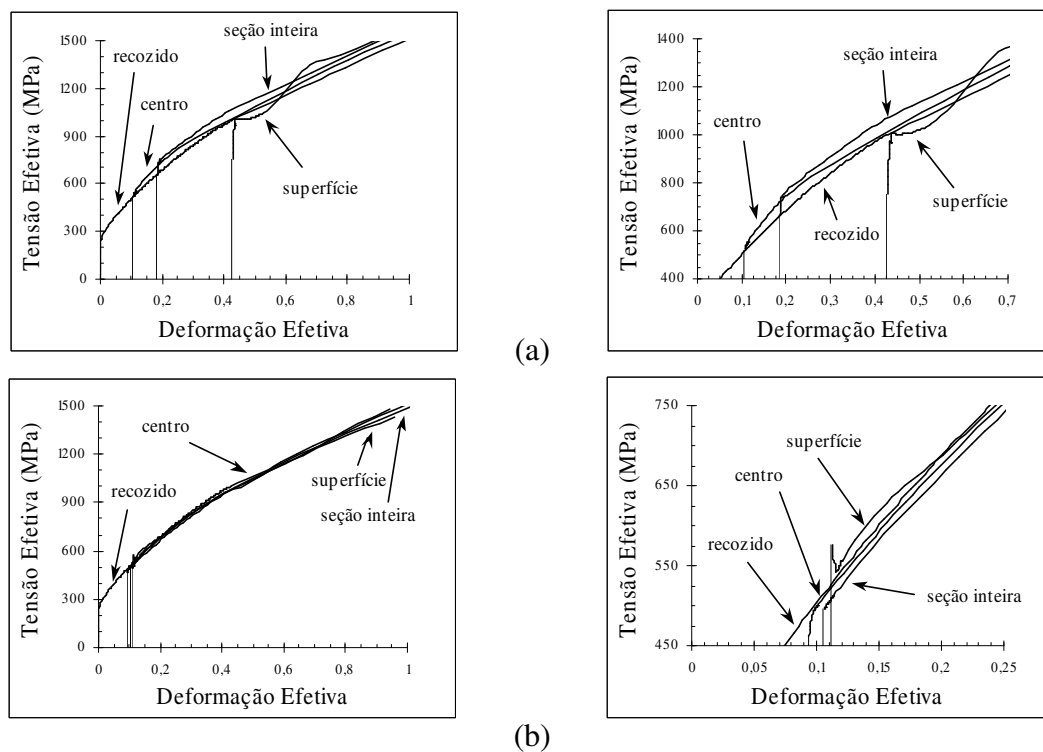 Tensão Efetiva (MPa)
1500
1200
900
600
300
0
0
0,2
0,4
0,6
0,8
1
Deformação Efetiva
recozido
centro
seção inteira
superfície
Tensão Efetiva (MPa)
1400
1200
1000
800
600
400
0
0,1
0,2
0,3
0,4
0,5
0,6
0,7
Deformação Efetiva
centro
seção inteira
recozido
superfície
(a)
Tensão Efetiva (MPa)
1500
1200
900
600
300
0
0
0,2
0,4
0,6
0,8
1
Deformação Efetiva
recozido
centro
superfície
seção inteira
Tensão Efetiva (MPa)
750
650
550
450
0
0,05
0,1
0,15
0,2
0,25
Deformação Efetiva
superfície
centro
recozido
seção inteira
(b)